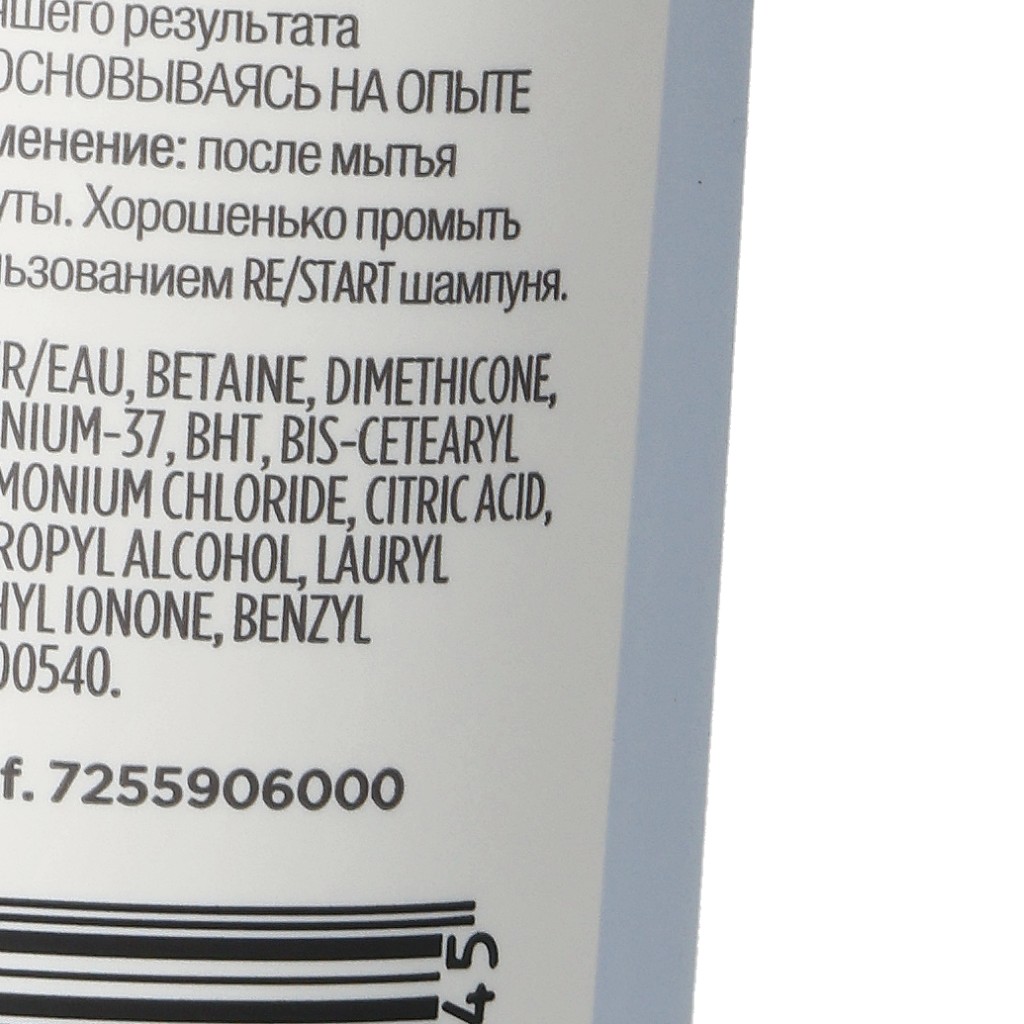 результата
ОСНОВЫВАЯСЬ НА ОПЫТЕ
менение: после мытья
уты. Хорошенько промыть
льзованием RE/START шампуня.
R/EAU, BETAINE, DIMETHICONE,
NIUM-37, BHT, BIS-CETEARYL
MONIUM CHLORIDE, CITRIC ACID,
ROPYL ALCOHOL, LAURYL
HYL IONONE, BENZYL
00540.
f. 7255906000
45